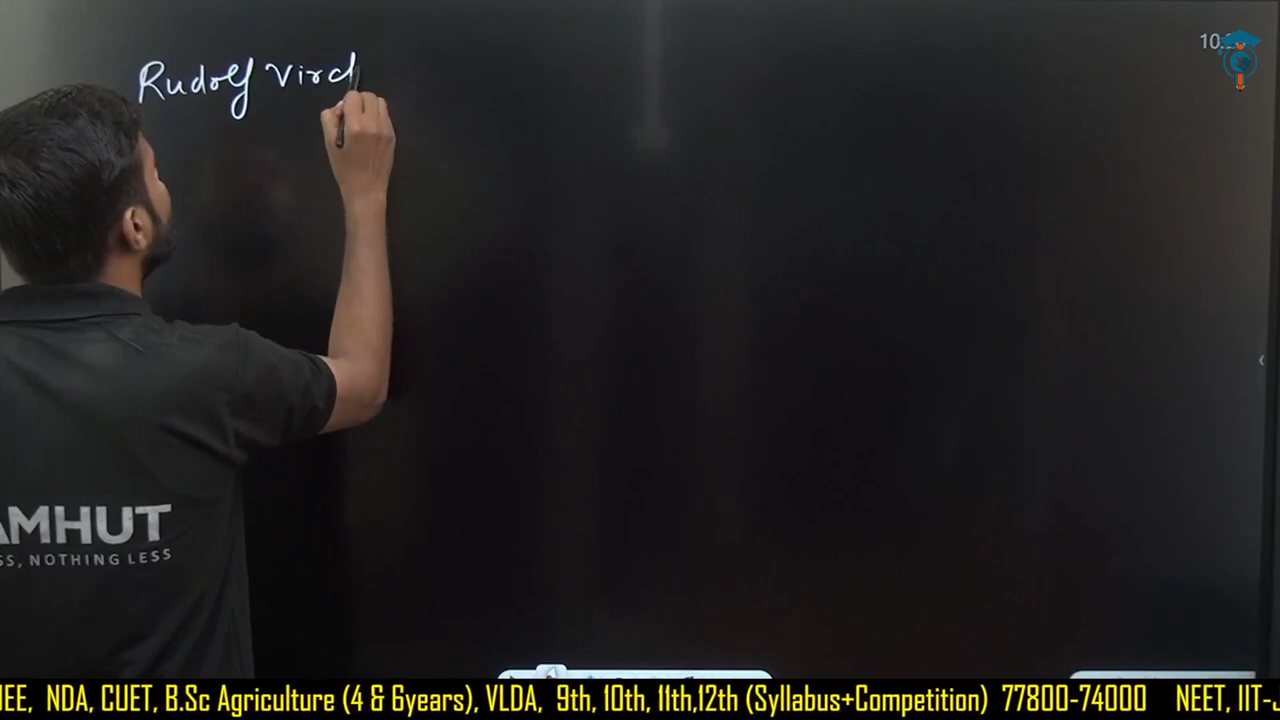 Rudolf Virch
AMHUT
SS, NOTHING LESS
JEE, NDA, CUET, B.Sc Agriculture (4 & 6years), VLDA, 9th, 10th, 11th,12th (Syllabus+Competition) 77800-74000 NEET, IIT-J